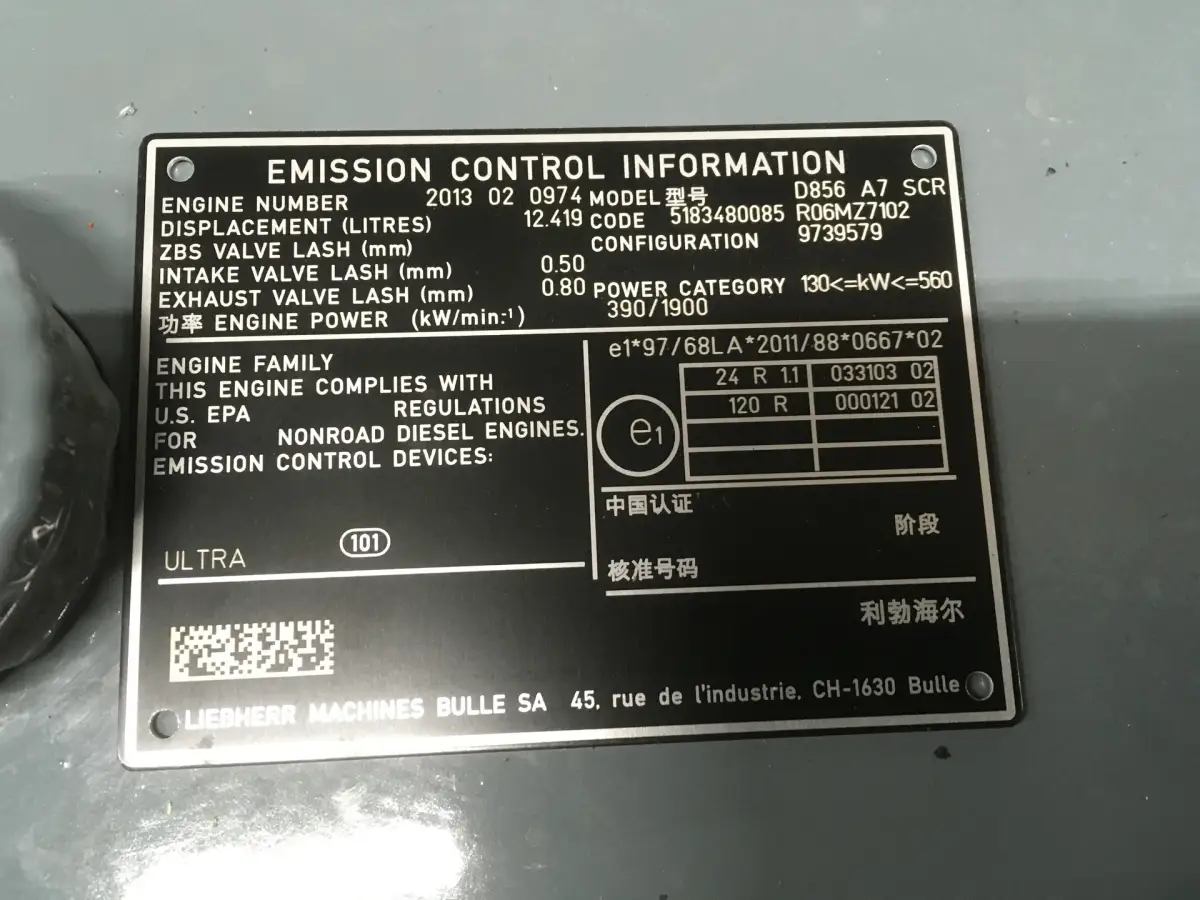 EMISSION CONTROL INFORMATION
ENGINE NUMBER 2013 02 0974 MODEL 型号 D856 A7 SCR
DISPLACEMENT (LITRES) 12.419 CODE 5183480085 R06MZ7102
ZBS VALVE LASH (mm) CONFIGURATION 9739579
INTAKE VALVE LASH (mm) 0.50
EXHAUST VALVE LASH (mm) 0.80 POWER CATEGORY 130<=kW<=560
功率 ENGINE POWER (kW/min.-¹) 390/1900
ENGINE FAMILY
THIS ENGINE COMPLIES WITH
U.S. EPA REGULATIONS
FOR NONROAD DIESEL ENGINES.
EMISSION CONTROL DEVICES:
ULTRA 101
e1*97/68LA*2011/88*0667*02
24 R 1.1 033103 02
120 R 000121 02
e1
中国认证
阶段
核准号码
利勃海尔
LIEBHERR MACHINES BULLE SA 45, rue de l'industrie. CH-1630 Bulle